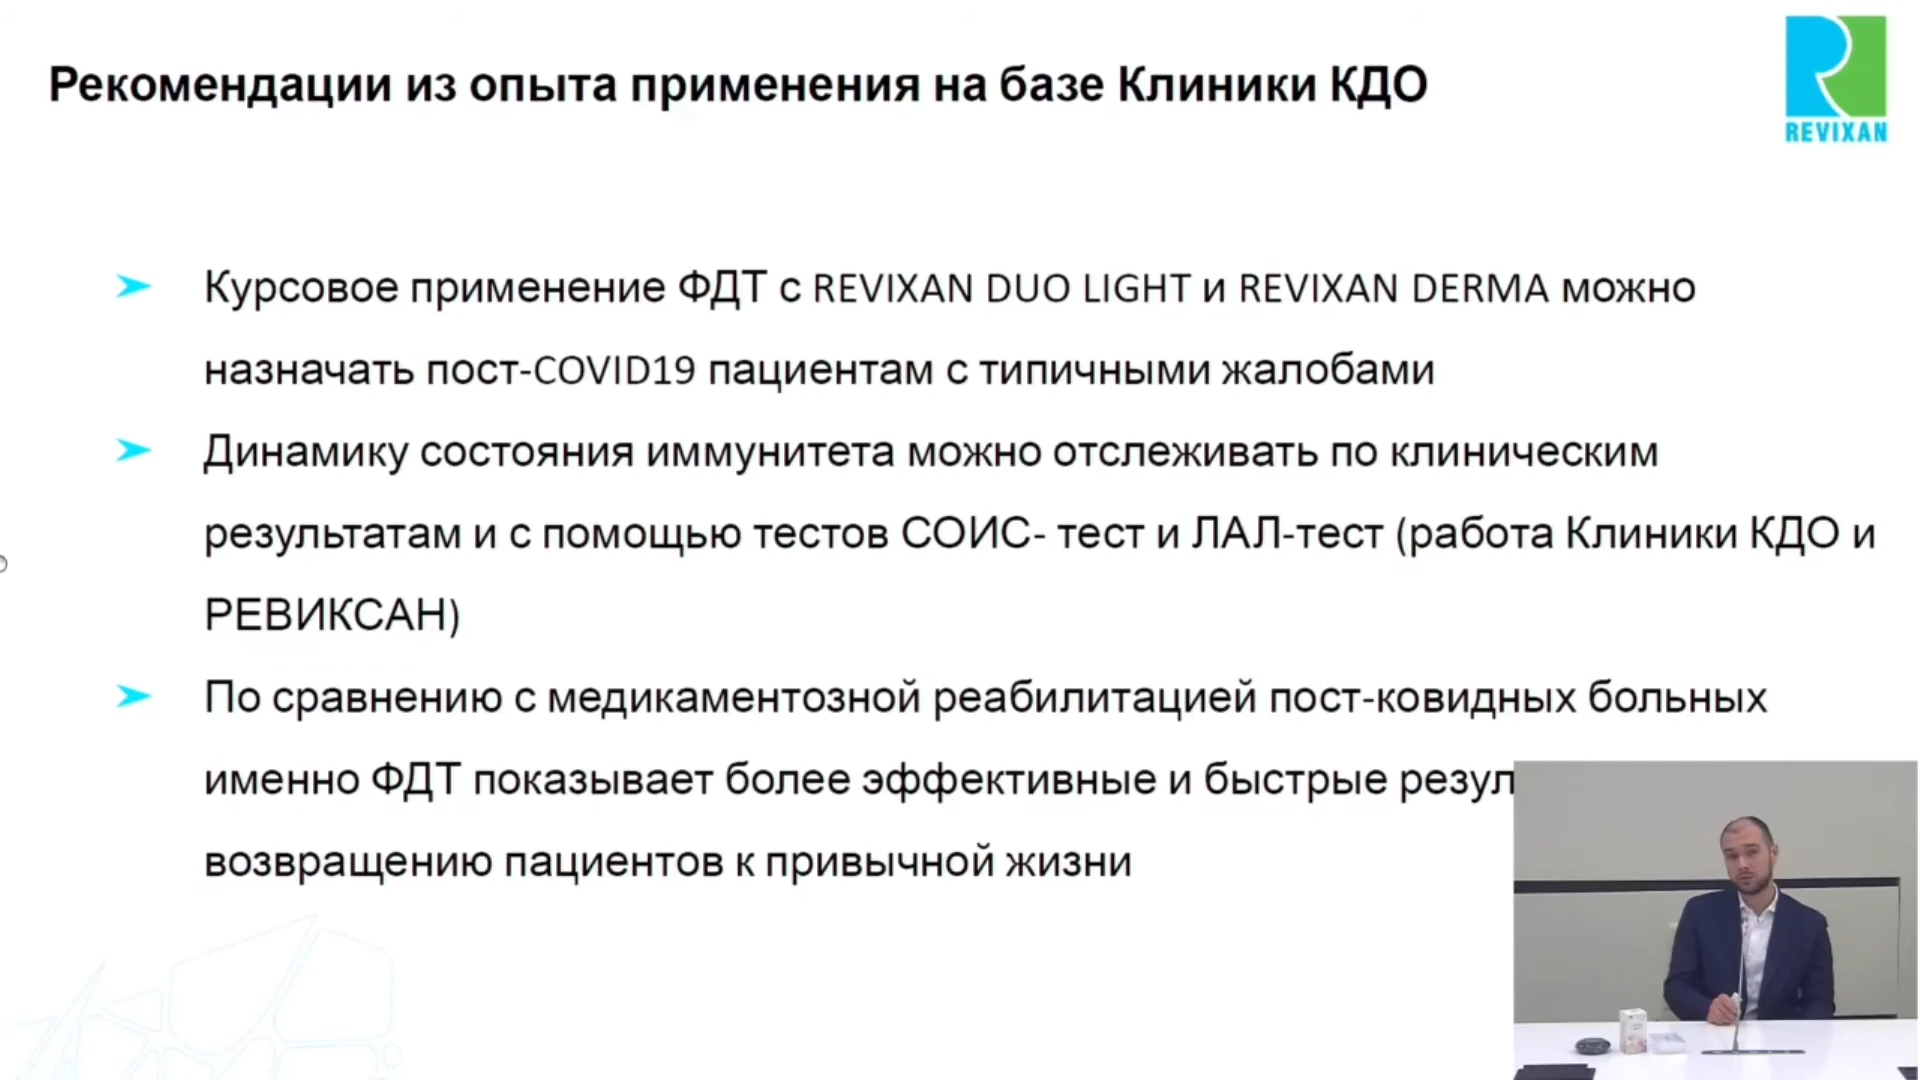 Рекомендации из опыта применения на базе Клиники КДО
REVIXAN
Курсовое применение ФДТ с REVIXAN DUO LIGHT и REVIXAN DERMA можно
назначать пост-COVID19 пациентам с типичными жалобами
Динамику состояния иммунитета можно отслеживать по клиническим
результатам и с помощью тестов СОИС- тест и ЛАЛ-тест (работа Клиники КДО и
РЕВИКСАН)
По сравнению с медикаментозной реабилитацией пост-ковидных больных
именно ФДТ показывает более эффективные и быстрые
возвращению пациентов к привычной жизни